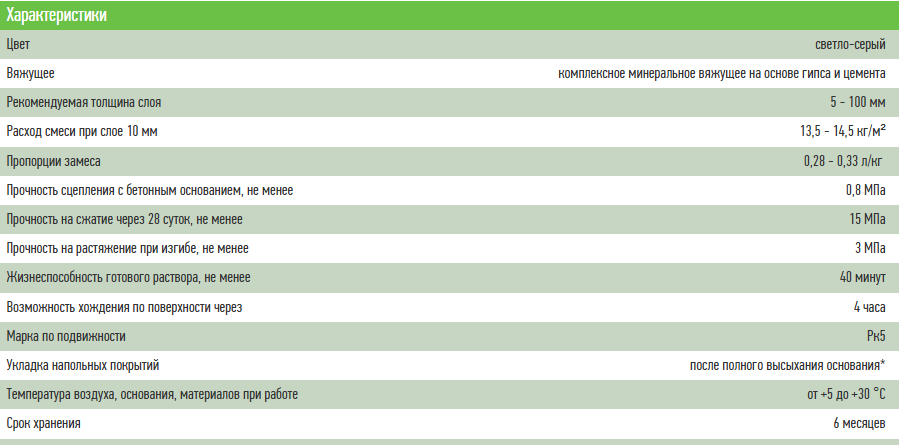 Характеристики
Цвет светло-серый
Вяжущее комплексное минеральное вяжущее на основе гипса и цемента
Рекомендуемая толщина слоя 5 - 100 мм
Расход смеси при слое 10 мм 13,5 - 14,5 кг/м²
Пропорции замеса 0,28 - 0,33 л/кг
Прочность сцепления с бетонным основанием, не менее 0,8 МПа
Прочность на сжатие через 28 суток, не менее 15 МПа
Прочность на растяжение при изгибе, не менее 3 МПа
Жизнеспособность готового раствора, не менее 40 минут
Возможность хождения по поверхности через 4 часа
Марка по подвижности Рк5
Укладка напольных покрытий после полного высыхания основания*
Температура воздуха, основания, материалов при работе от +5 до +30 °С
Срок хранения 6 месяцев